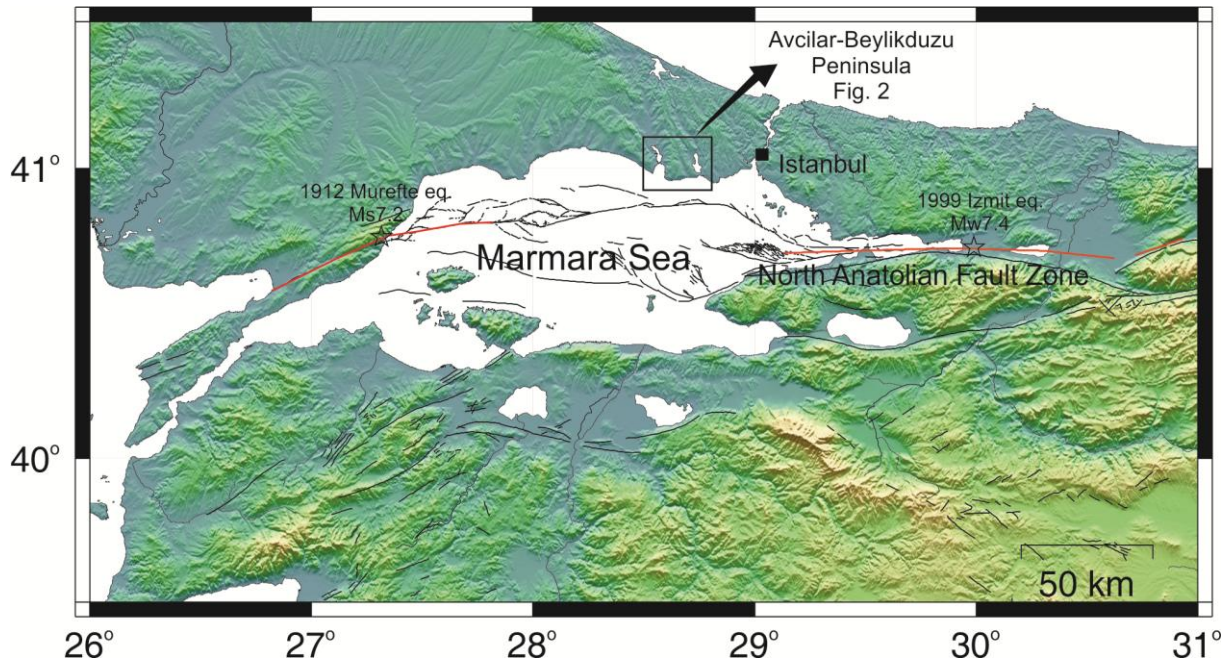 Avcilar-Beylikduzu
Peninsula
Fig. 2
41°
Istanbul
1912 Murefte eq.
Ms7.2
1999 Izmit eq.
Mw7.4
Marmara Sea
North Anatolian Fault Zone
40°
50 km
26°
27°
28°
29°
30°
31°